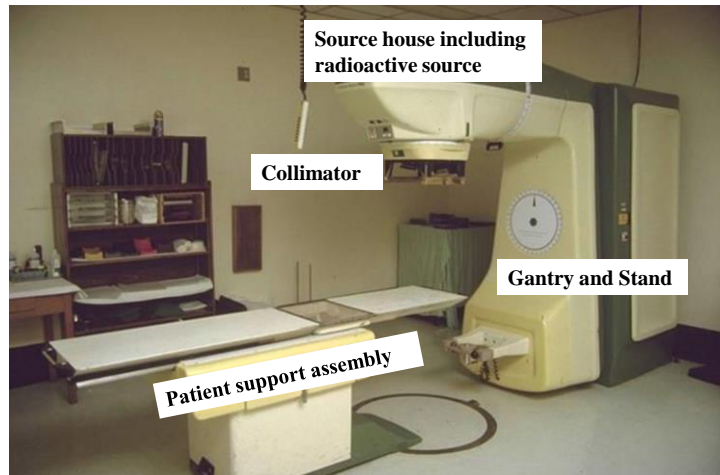 Source house including
radioactive source
Collimator
Gantry and Stand
Patient support assembly